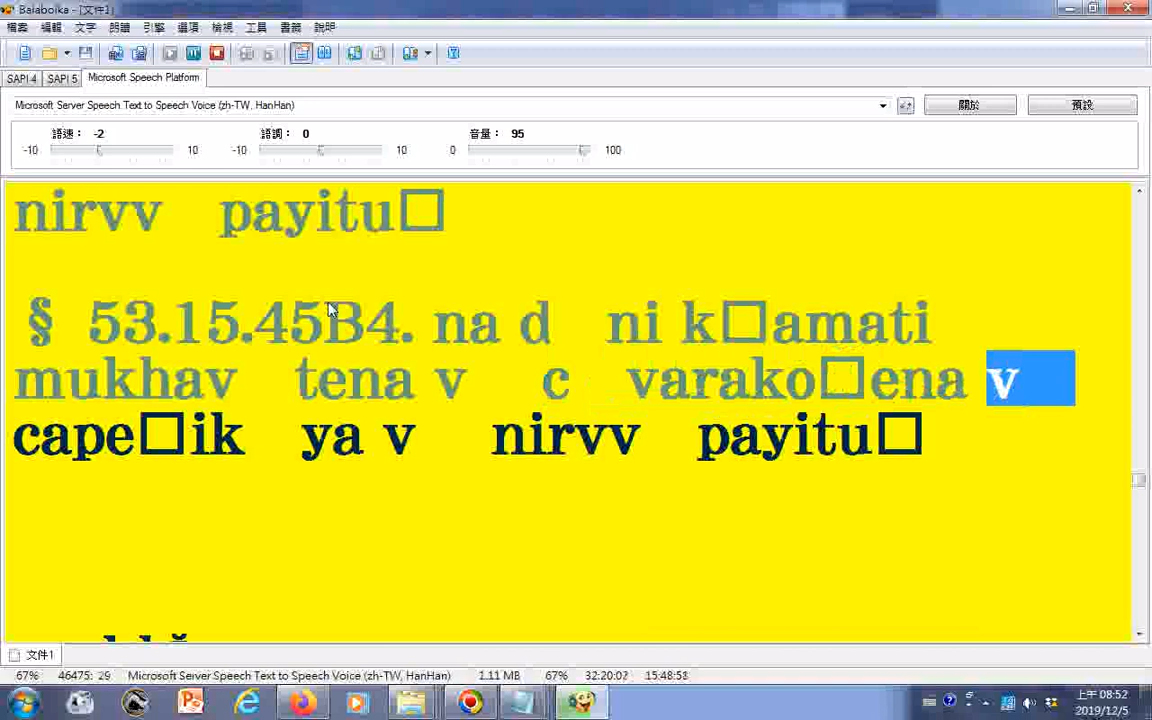 Balabolka - [文件1]
檔案 編輯 文字 朗讀 引擎 選項 檢視 工具 書籤 說明
SAPI 4 SAPI 5 Microsoft Speech Platform
Microsoft Server Speech Text to Speech Voice (zh-TW, HanHan) 關於 預設
語速： -2 語調： 0 音量： 95
-10 10 -10 10 0 100
nirvv payitu□
§ 53.15.45B4. na d ni k□amati
mukhav tena v c varako□ena v
cape□ik ya v nirvv payitu□
文件1
67% 46475: 29 Microsoft Server Speech Text to Speech Voice (zh-TW, HanHan) 1.11 MB 67% 32:20:02 15:48:58
上午 08:52
2019/12/5